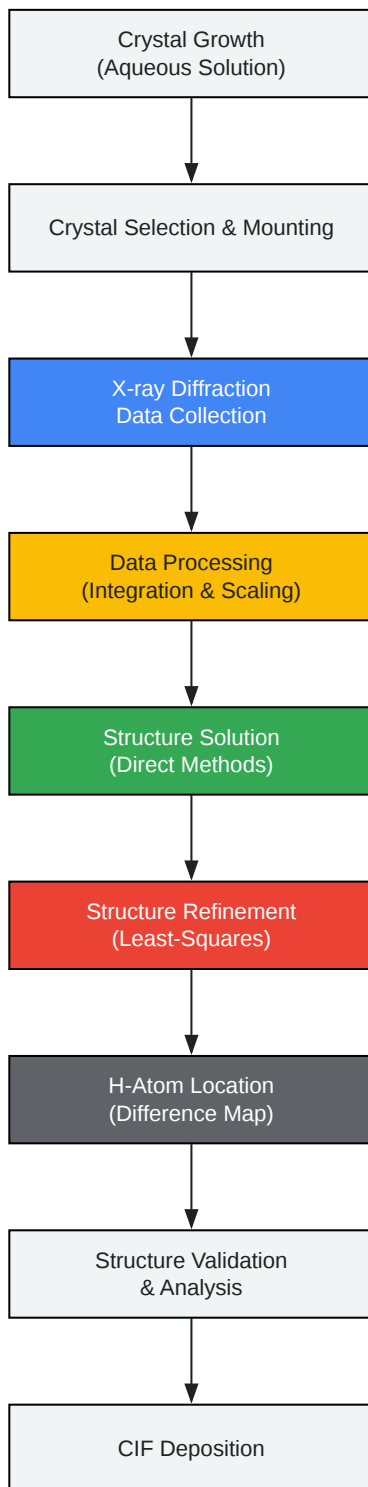 Crystal Growth
(Aqueous Solution)
Crystal Selection & Mounting
X-ray Diffraction
Data Collection
Data Processing
(Integration & Scaling)
Structure Solution
(Direct Methods)
Structure Refinement
(Least-Squares)
H-Atom Location
(Difference Map)
Structure Validation
& Analysis
CIF Deposition